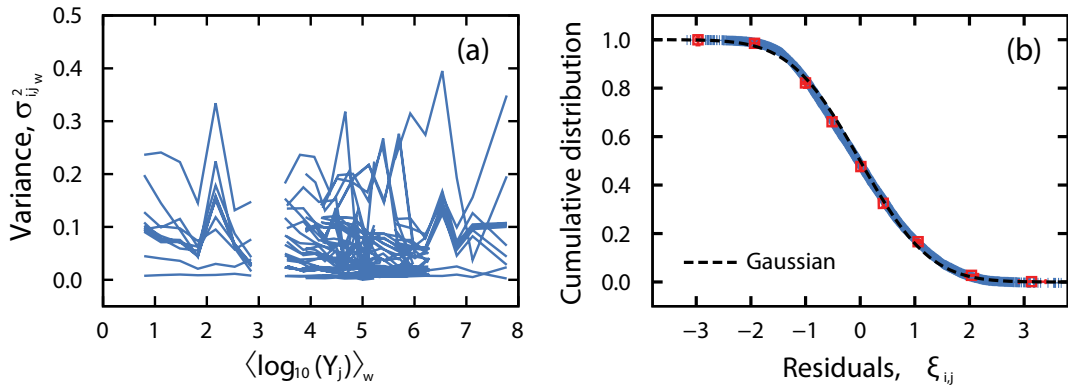 (a)
Variance, σ²i,jw
0.5
0.4
0.3
0.2
0.1
0.0
0 1 2 3 4 5 6 7 8
⟨log₁₀(Yj)⟩w
(b)
Cumulative distribution
1.0
0.8
0.6
0.4
0.2
0.0
Gaussian
−3 −2 −1 0 1 2 3
Residuals, ξi,j